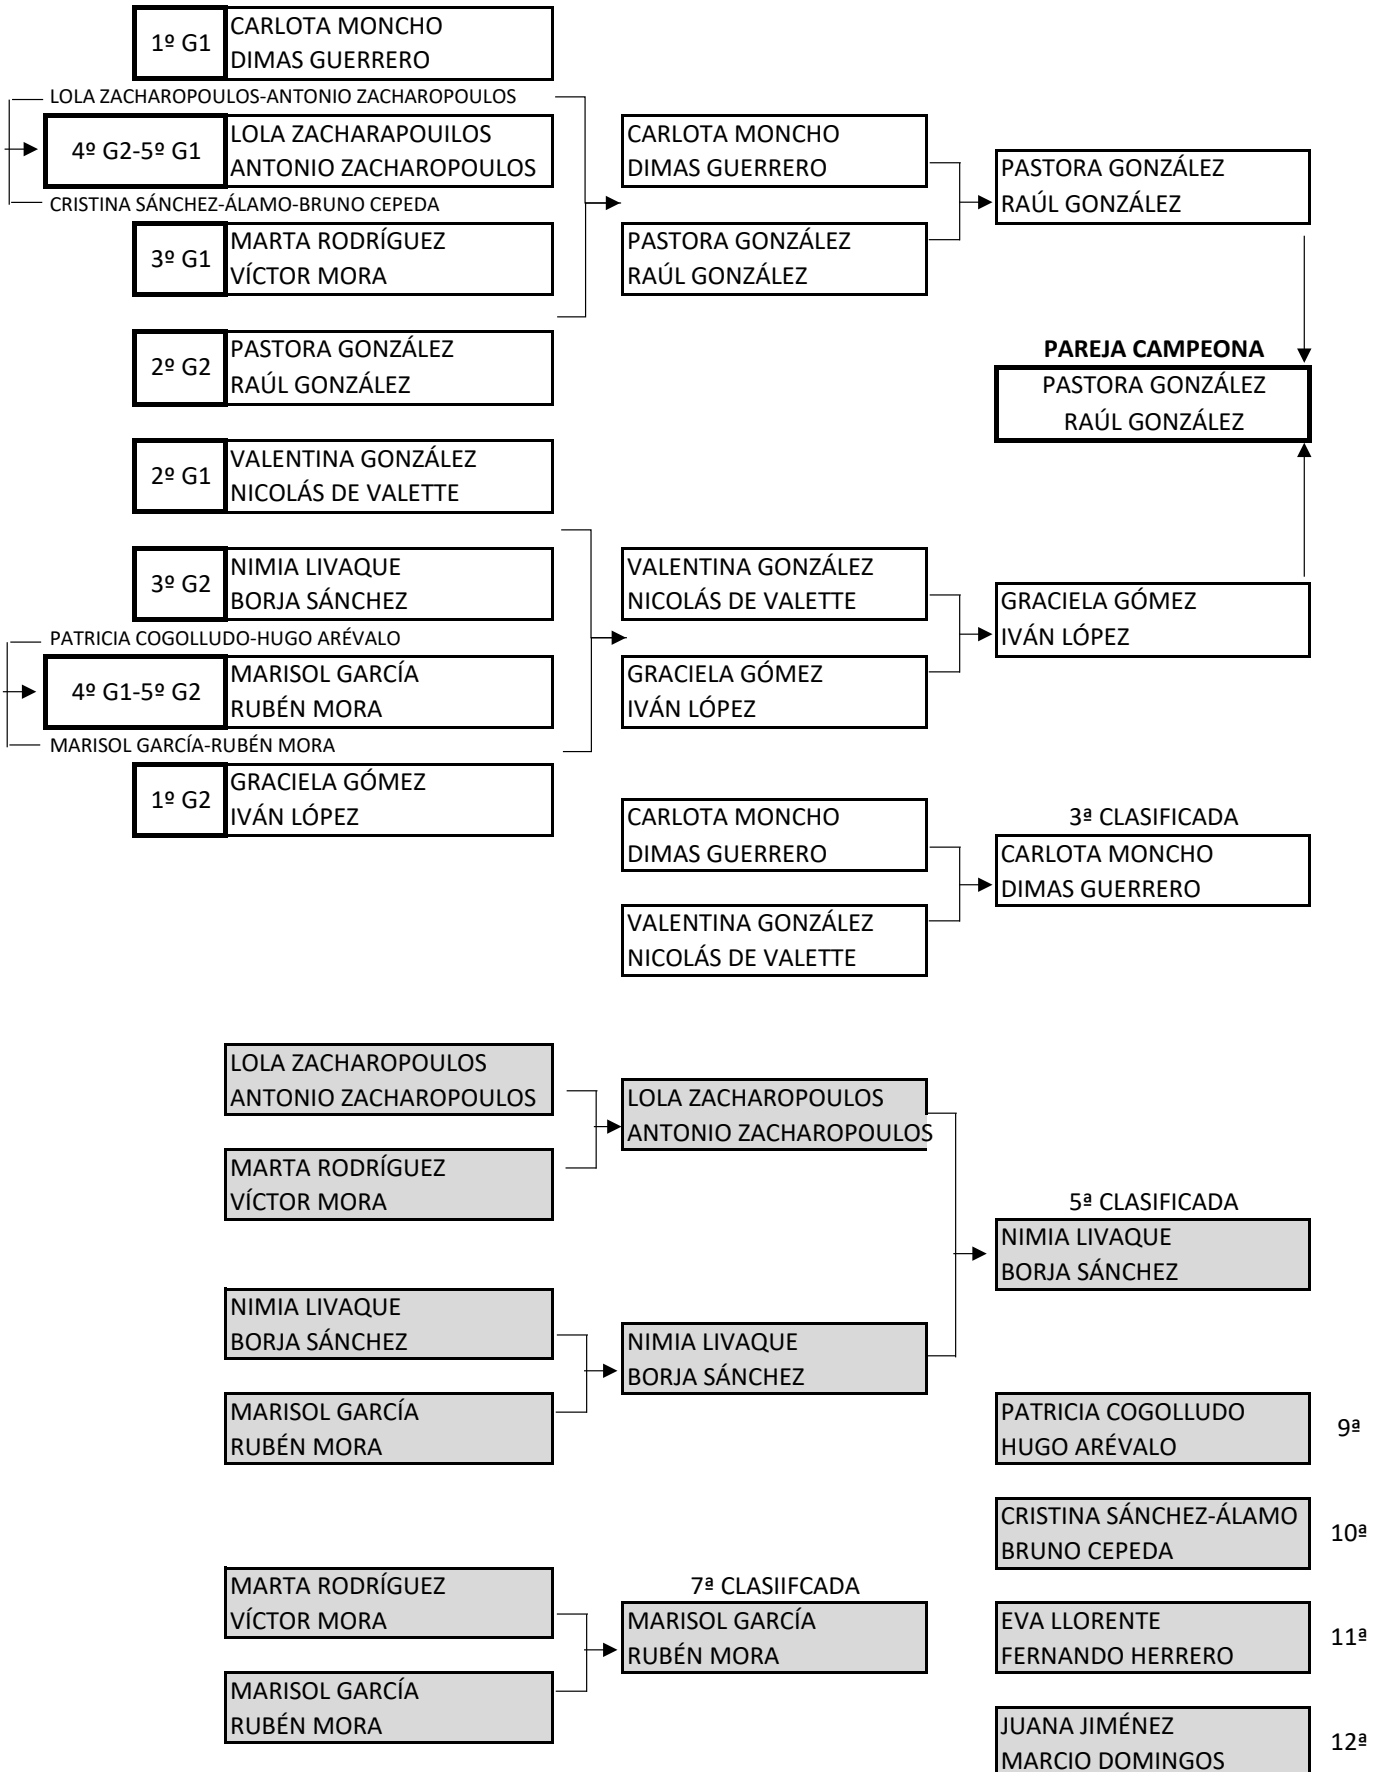 1º G1
CARLOTA MONCHO
DIMAS GUERRERO
LOLA ZACHAROPOULOS-ANTONIO ZACHAROPOULOS
4º G2-5º G1
LOLA ZACHARAPOUILOS
ANTONIO ZACHAROPOULOS
CRISTINA SÁNCHEZ-ÁLAMO-BRUNO CEPEDA
3º G1
MARTA RODRÍGUEZ
VÍCTOR MORA
2º G2
PASTORA GONZÁLEZ
RAÚL GONZÁLEZ
CARLOTA MONCHO
DIMAS GUERRERO
PASTORA GONZÁLEZ
RAÚL GONZÁLEZ
PASTORA GONZÁLEZ
RAÚL GONZÁLEZ
PAREJA CAMPEONA
PASTORA GONZÁLEZ
RAÚL GONZÁLEZ
2º G1
VALENTINA GONZÁLEZ
NICOLÁS DE VALETTE
3º G2
NIMIA LIVAQUE
BORJA SÁNCHEZ
PATRICIA COGOLLUDO-HUGO ARÉVALO
4º G1-5º G2
MARISOL GARCÍA
RUBÉN MORA
MARISOL GARCÍA-RUBÉN MORA
1º G2
GRACIELA GÓMEZ
IVÁN LÓPEZ
VALENTINA GONZÁLEZ
NICOLÁS DE VALETTE
GRACIELA GÓMEZ
IVÁN LÓPEZ
GRACIELA GÓMEZ
IVÁN LÓPEZ
CARLOTA MONCHO
DIMAS GUERRERO
VALENTINA GONZÁLEZ
NICOLÁS DE VALETTE
3ª CLASIFICADA
CARLOTA MONCHO
DIMAS GUERRERO
LOLA ZACHAROPOULOS
ANTONIO ZACHAROPOULOS
MARTA RODRÍGUEZ
VÍCTOR MORA
NIMIA LIVAQUE
BORJA SÁNCHEZ
MARISOL GARCÍA
RUBÉN MORA
LOLA ZACHAROPOULOS
ANTONIO ZACHAROPOULOS
NIMIA LIVAQUE
BORJA SÁNCHEZ
5ª CLASIFICADA
NIMIA LIVAQUE
BORJA SÁNCHEZ
MARTA RODRÍGUEZ
VÍCTOR MORA
MARISOL GARCÍA
RUBÉN MORA
7ª CLASIIFCADA
MARISOL GARCÍA
RUBÉN MORA
PATRICIA COGOLLUDO
HUGO ARÉVALO
9ª
CRISTINA SÁNCHEZ-ÁLAMO
BRUNO CEPEDA
10ª
EVA LLORENTE
FERNANDO HERRERO
11ª
JUANA JIMÉNEZ
MARCIO DOMINGOS
12ª